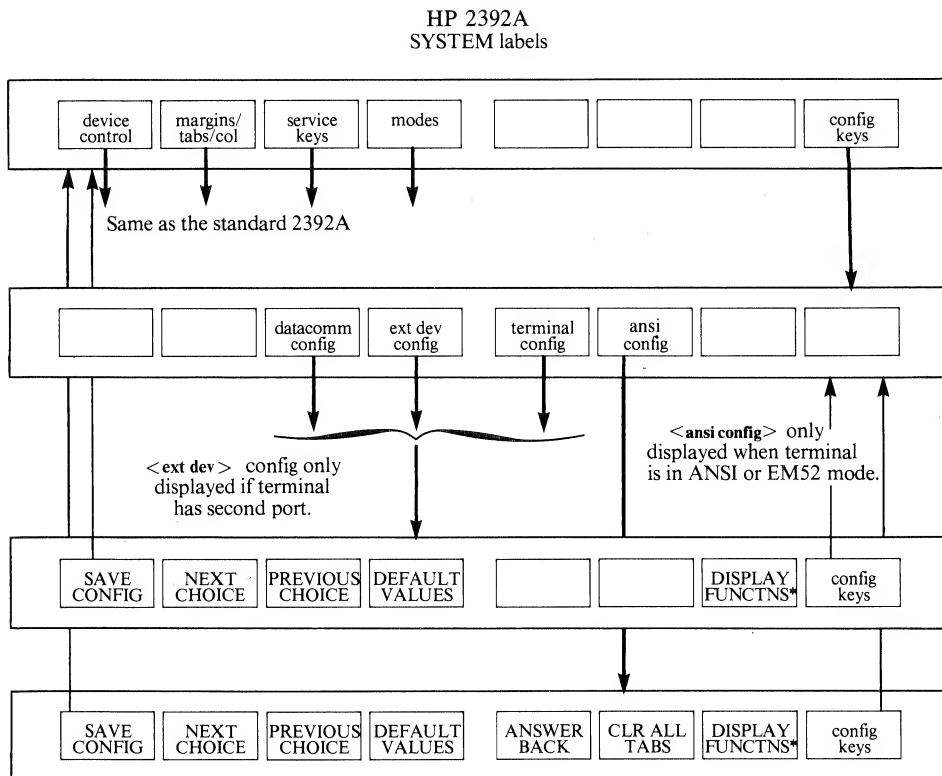 HP 2392A
SYSTEM labels
device
control
margins/
tabs/col
service
keys
modes
config
keys
Same as the standard 2392A
datacomm
config
ext dev
config
terminal
config
ansi
config
<ext dev> config only
displayed if terminal
has second port.
<ansi config> only
displayed when terminal
is in ANSI or EM52 mode.
SAVE
CONFIG
NEXT
CHOICE
PREVIOUS
CHOICE
DEFAULT
VALUES
DISPLAY
FUNCTNS*
config
keys
SAVE
CONFIG
NEXT
CHOICE
PREVIOUS
CHOICE
DEFAULT
VALUES
ANSWER
BACK
CLR ALL
TABS
DISPLAY
FUNCTNS*
config
keys